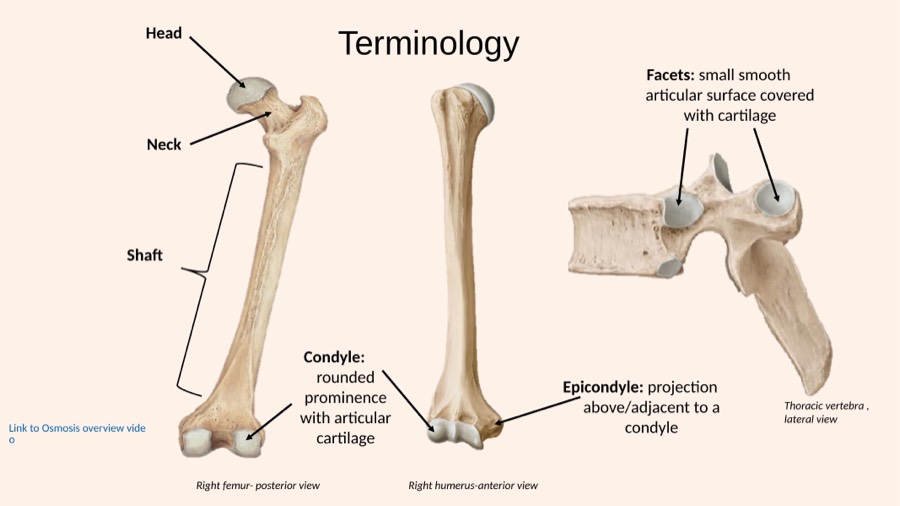 Terminology
Head
Neck
Shaft
Condyle:
rounded
prominence
with articular
cartilage
Facets: small smooth
articular surface covered
with cartilage
Epicondyle: projection
above/adjacent to a
condyle
Thoracic vertebra ,
lateral view
Link to Osmosis overview vide
o
Right femur- posterior view
Right humerus-anterior view